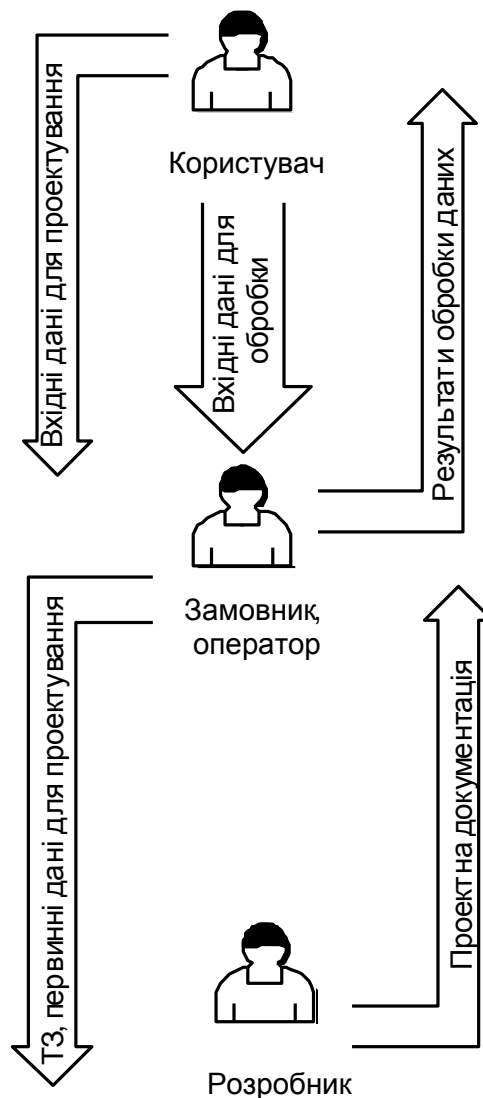 Користувач
Вхідні дані для проектування
Вхідні дані для
обробки
Результати обробки даних
Замовник,
оператор
ТЗ, первинні дані для проектування
Проектна документація
Розробник